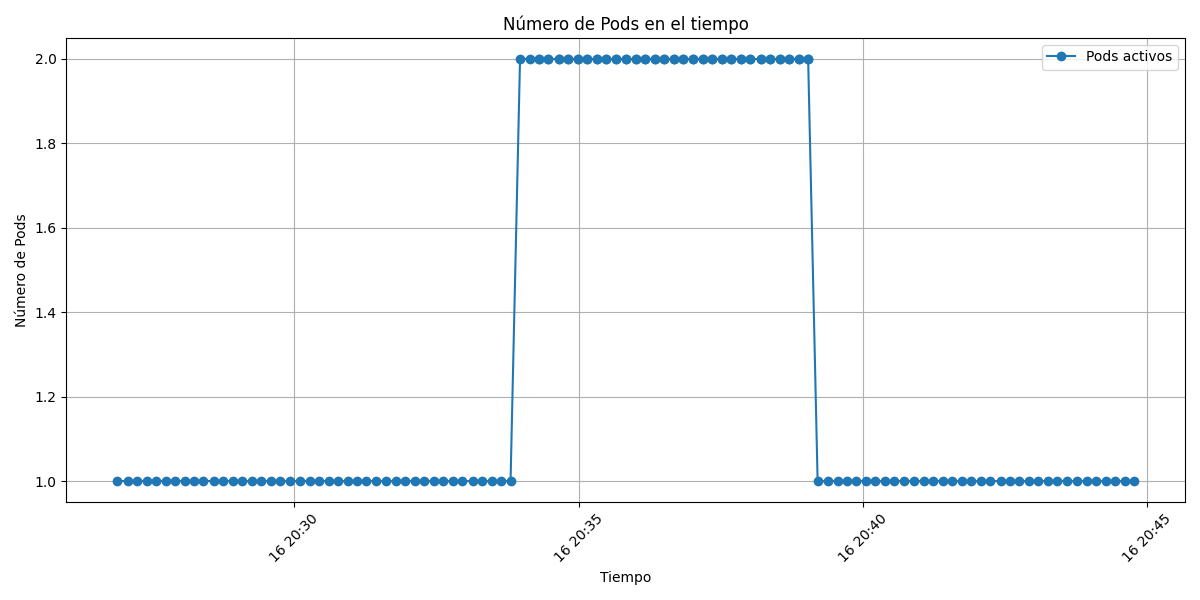 Número de Pods en el tiempo
Pods activos
Número de Pods
2.0
1.8
1.6
1.4
1.2
1.0
16 20:30
16 20:35
16 20:40
16 20:45
Tiempo